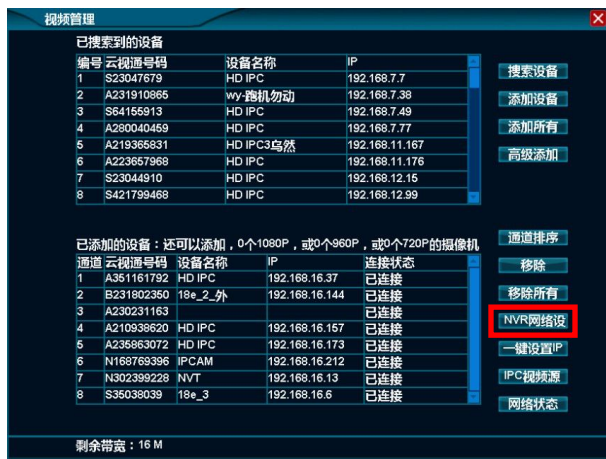 视频管理
已搜索到的设备
编号 云视通号码 设备名称 IP
1 S23047679 HD IPC 192.168.7.7
2 A231910865 wy-跑机勿动 192.168.7.38
3 S64155913 HD IPC 192.168.7.49
4 A280040459 HD IPC 192.168.7.77
5 A219365831 HD IPC3乌然 192.168.11.167
6 A223657968 HD IPC 192.168.11.176
7 S23044910 HD IPC 192.168.12.15
8 S421799468 HD IPC 192.168.12.99
搜索设备
添加设备
添加所有
高级添加
已添加的设备：还可以添加，0个1080P，或0个960P，或0个720P的摄像机
通道 云视通号码 设备名称 IP 连接状态
1 A351161792 HD IPC 192.168.16.37 已连接
2 B231802350 18e_2_外 192.168.16.144 已连接
3 A230231163 已连接
4 A210938620 HD IPC 192.168.16.157 已连接
5 A235863072 HD IPC 192.168.16.173 已连接
6 N168769396 IPCAM 192.168.16.212 已连接
7 N302399228 NVT 192.168.16.13 已连接
8 S35038039 18e_3 192.168.16.6 已连接
通道排序
移除
移除所有
NVR网络设
一键设置IP
IPC视频源
网络状态
剩余带宽：16 M